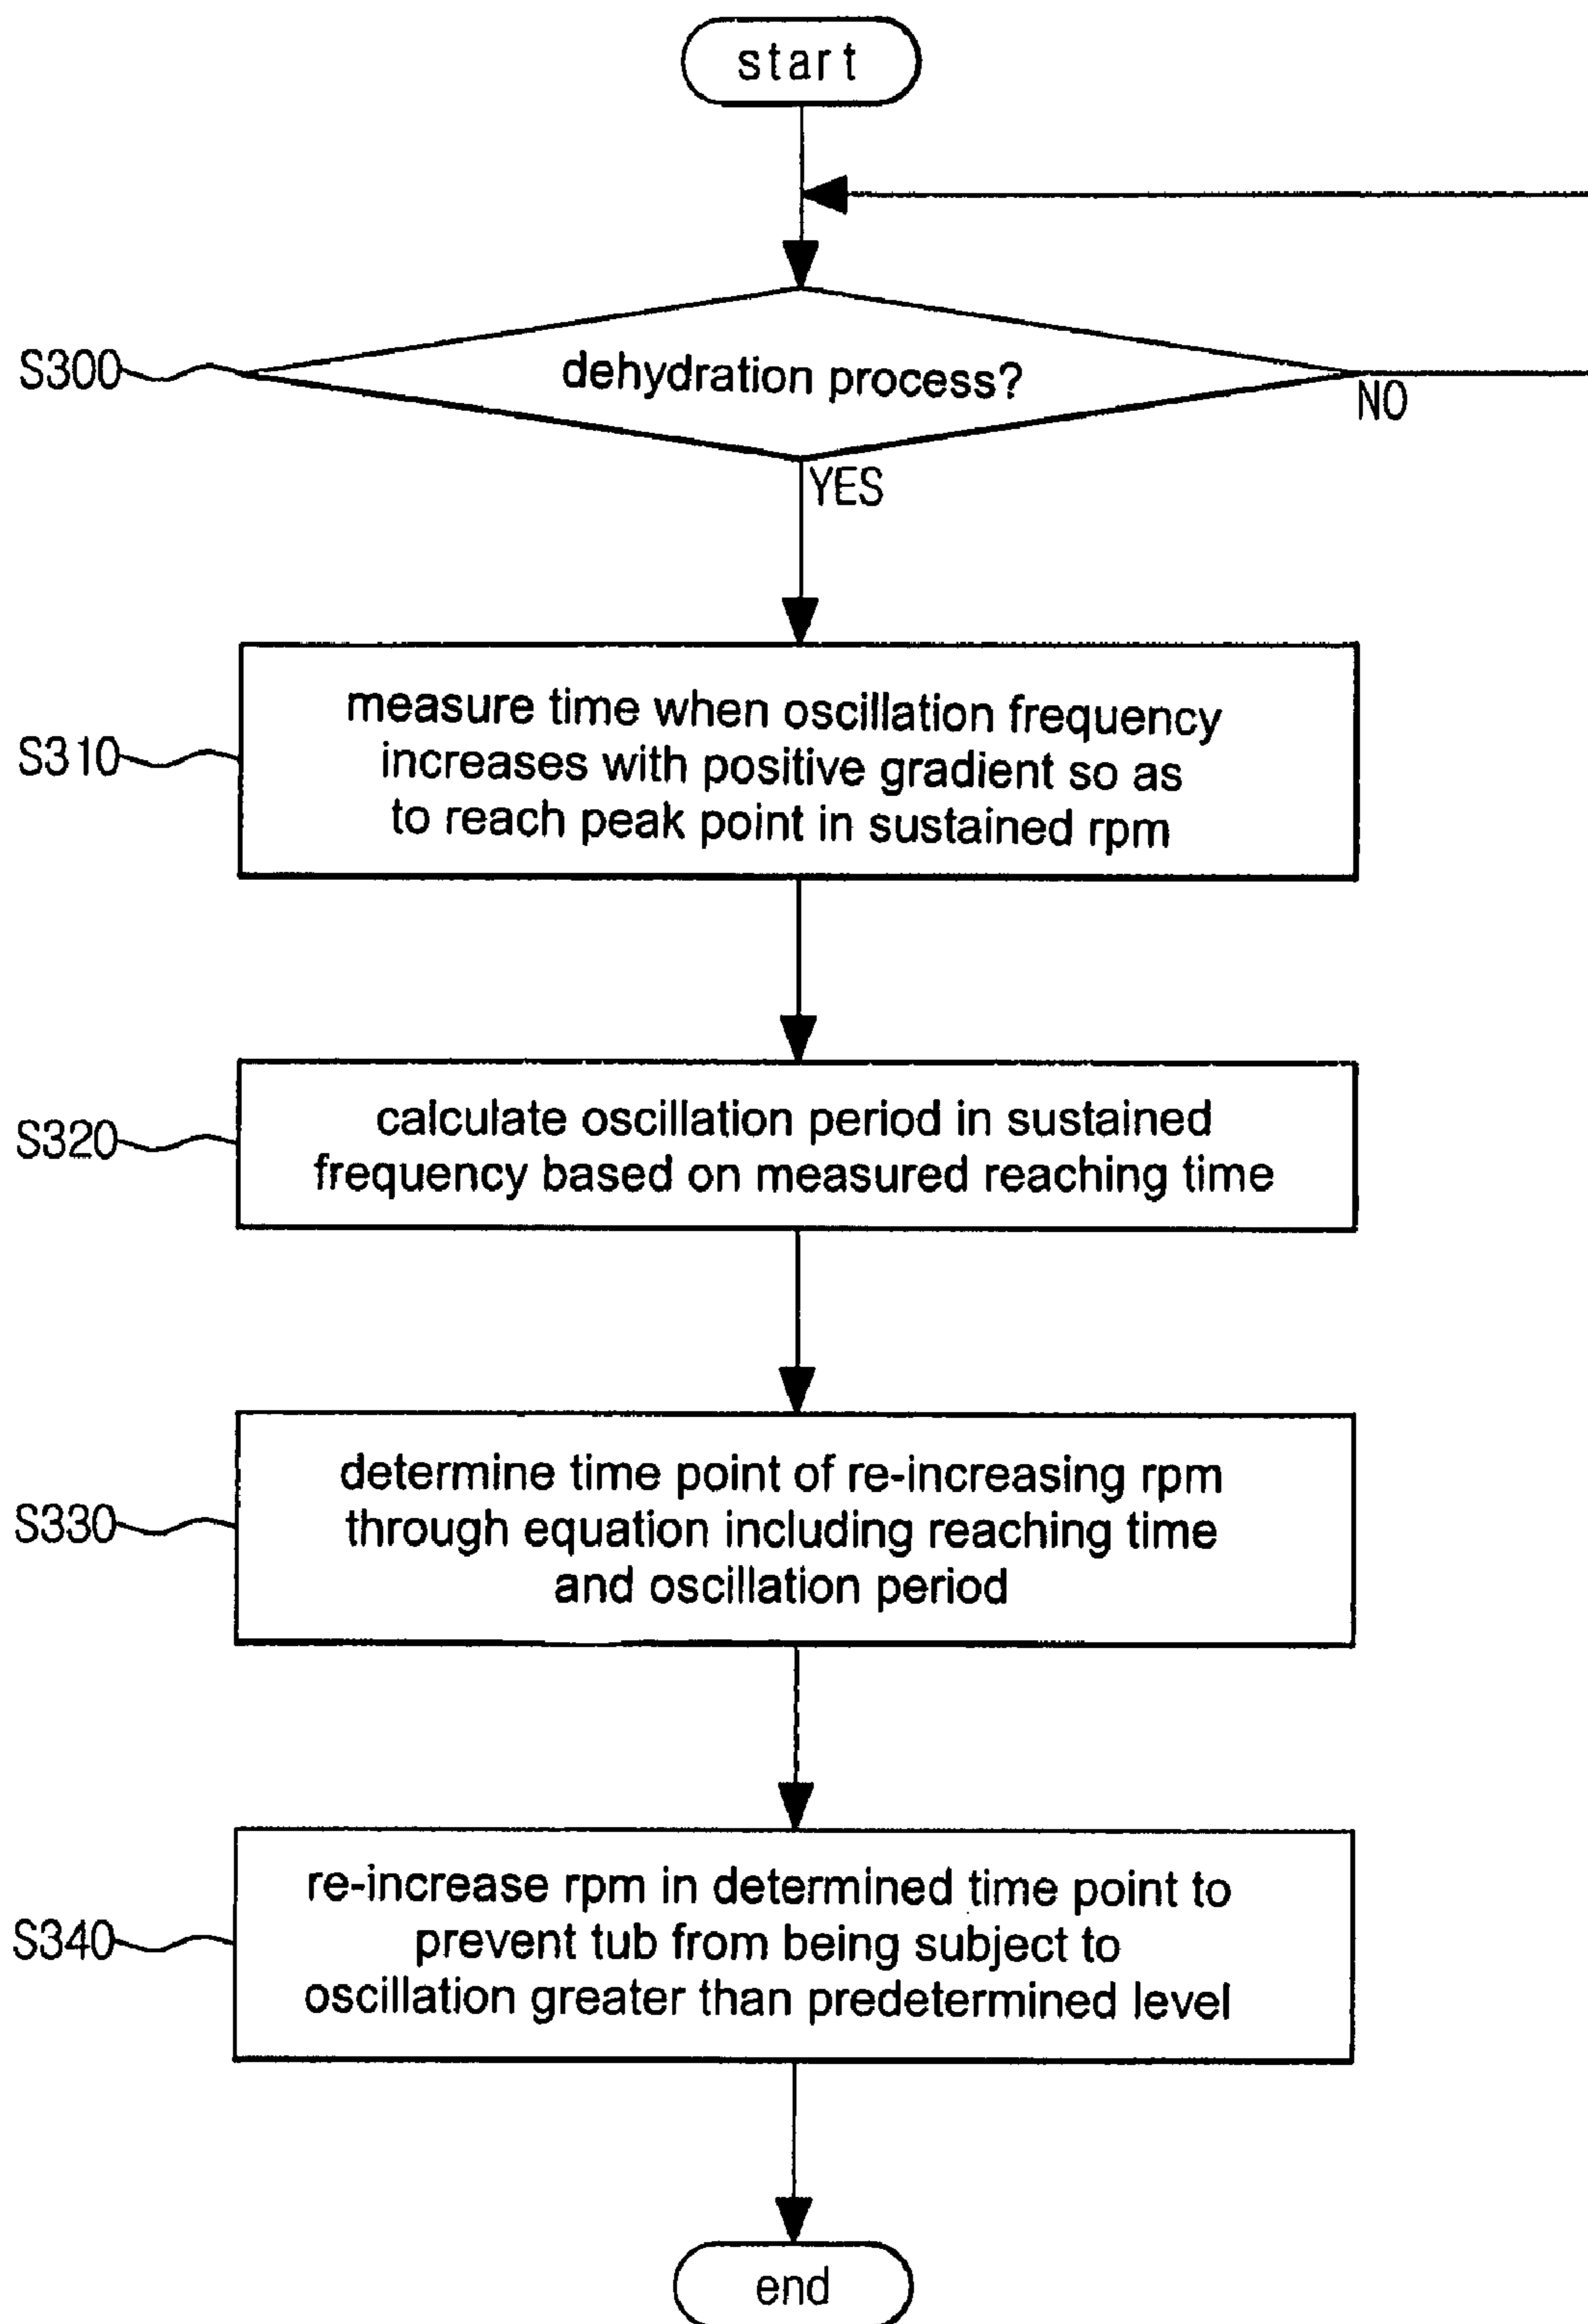 start
S300
dehydration process?
NO
YES
S310
measure time when oscillation frequency
increases with positive gradient so as
to reach peak point in sustained rpm
S320
calculate oscillation period in sustained
frequency based on measured reaching time
S330
determine time point of re-increasing rpm
through equation including reaching time
and oscillation period
S340
re-increase rpm in determined time point to
prevent tub from being subject to
oscillation greater than predetermined level
end